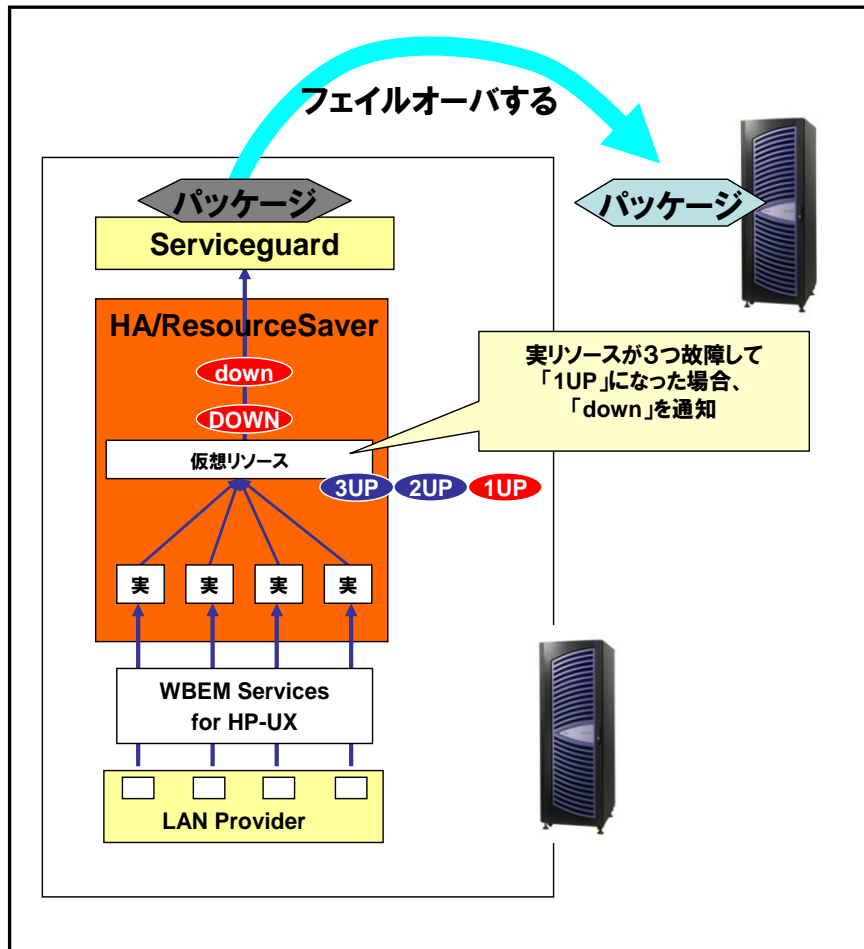 フェイルオーバする
パッケージ
パッケージ
Serviceguard
HA/ResourceSaver
down
DOWN
実リソースが３つ故障して
「1UP」になった場合、
「down」を通知
仮想リソース
3UP 2UP 1UP
実 実 実 実
WBEM Services
for HP-UX
LAN Provider